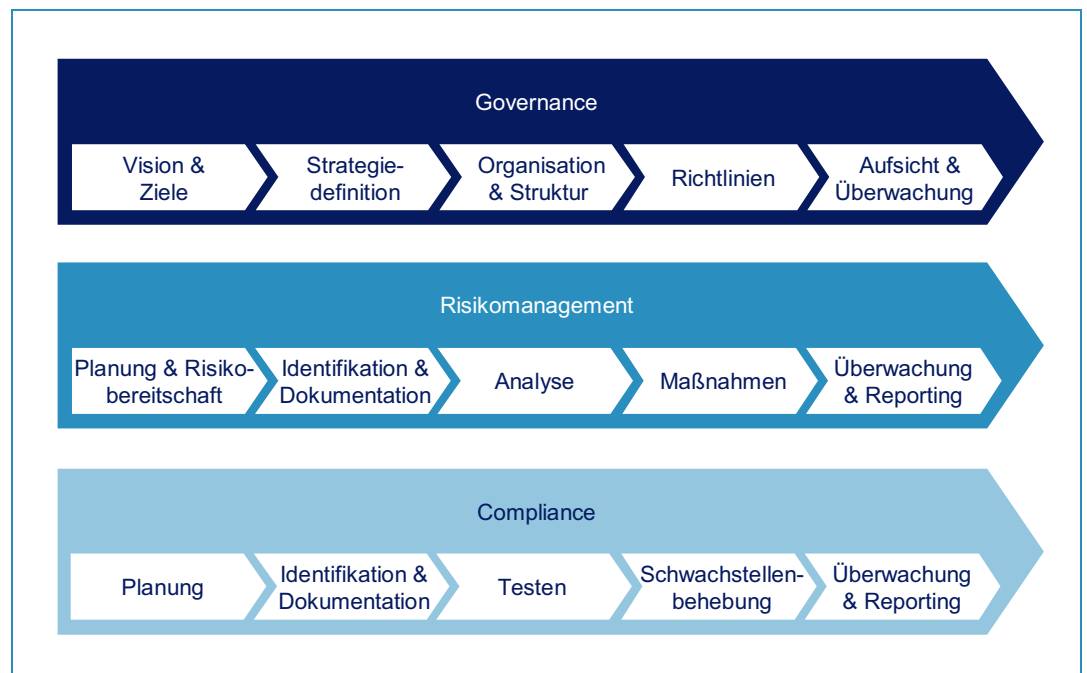 Governance
Vision &
Ziele
Strategie-
definition
Organisation
& Struktur
Richtlinien
Aufsicht &
Überwachung
Risikomanagement
Planung & Risiko-
bereitschaft
Identifikation &
Dokumentation
Analyse
Maßnahmen
Überwachung
& Reporting
Compliance
Planung
Identifikation &
Dokumentation
Testen
Schwachstellen-
behebung
Überwachung
& Reporting